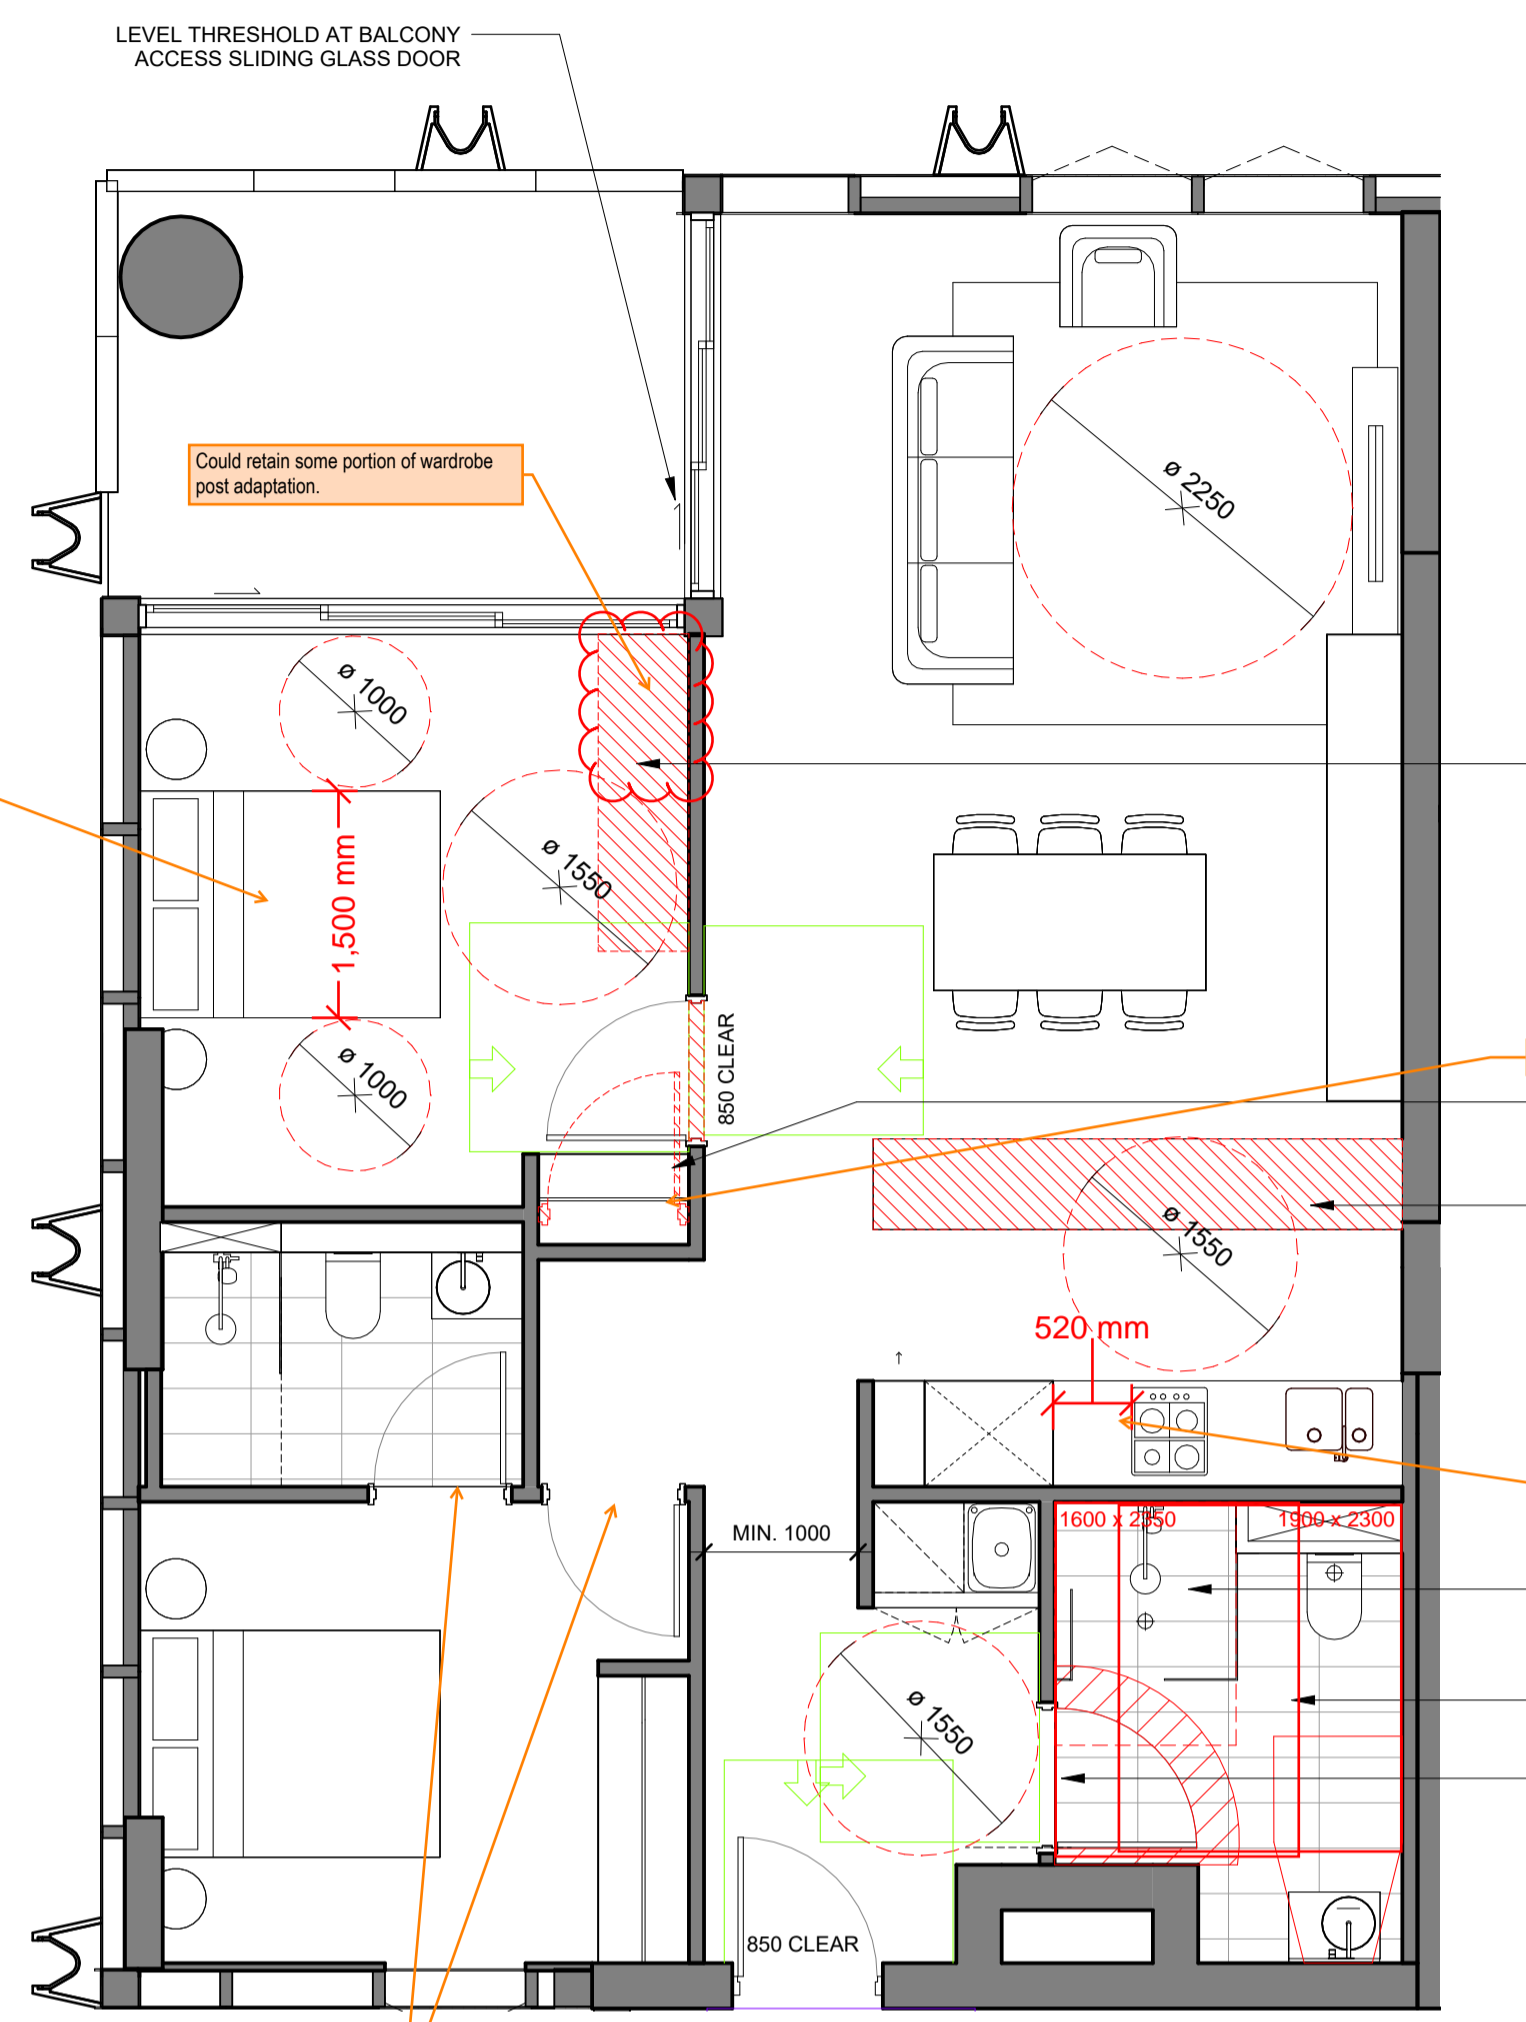 LEVEL THRESHOLD AT BALCONY
ACCESS SLIDING GLASS DOOR
Could retain some portion of wardrobe
post adaptation.
ø 2250
ø 1000
ø 1550
1,500 mm
ø 1000
850 CLEAR
ø 1550
520 mm
MIN. 1000
1600 x 2350
1900 x 2300
ø 1550
850 CLEAR